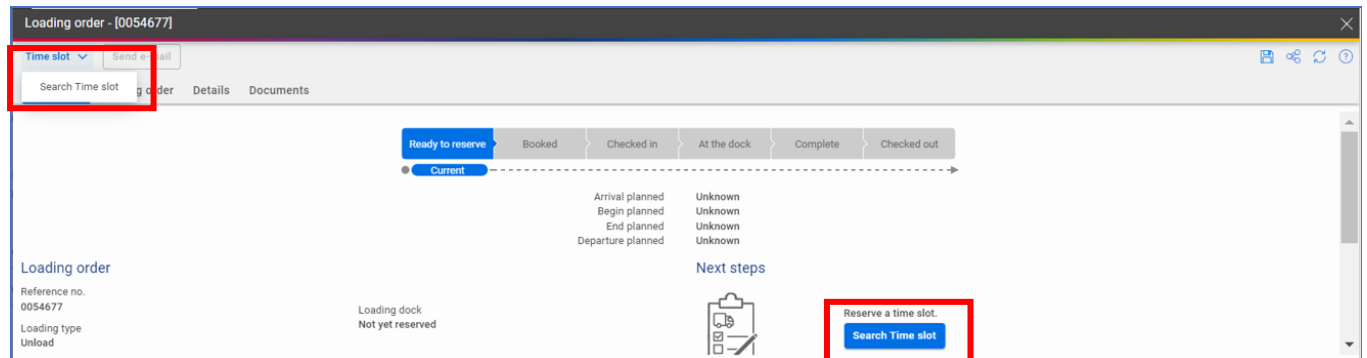 Loading order - [0054677]
Time slot
Send e-mail
Search Time slot
order
Details
Documents
Ready to reserve
Booked
Checked in
At the dock
Complete
Checked out
Current
Arrival planned Unknown
Begin planned Unknown
End planned Unknown
Departure planned Unknown
Loading order
Next steps
Reference no.
0054677
Loading type
Unload
Loading dock
Not yet reserved
Reserve a time slot.
Search Time slot